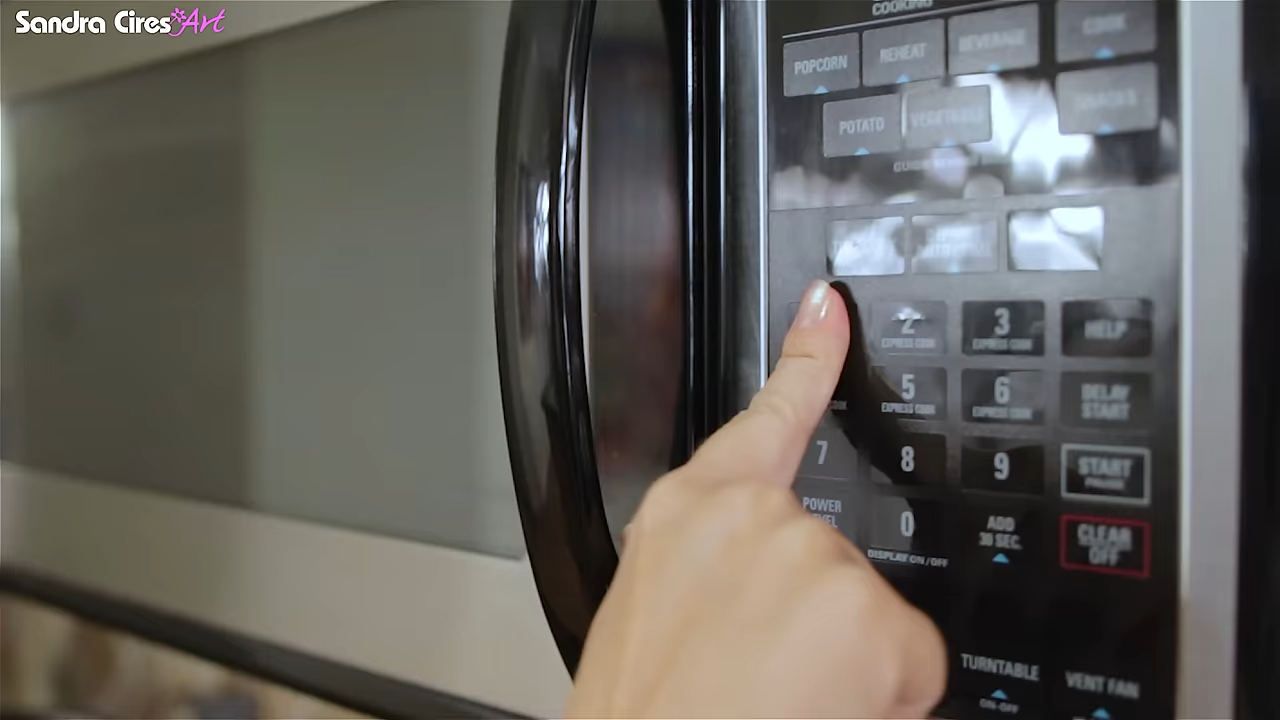 Sandra CiresArt
COOKING
POPCORN
REHEAT
BEVERAGE
COOK
POTATO
VEGETABLE
SNACKS
2
EXPRESS COOK
3
EXPRESS COOK
HELP
5
EXPRESS COOK
6
EXPRESS COOK
DELAY
START
7
8
9
START
PAUSE
POWER
LEVEL
0
DISPLAY ON / OFF
ADD
30 SEC.
CLEAR
OFF
TURNTABLE
ON-OFF
VENT FAN